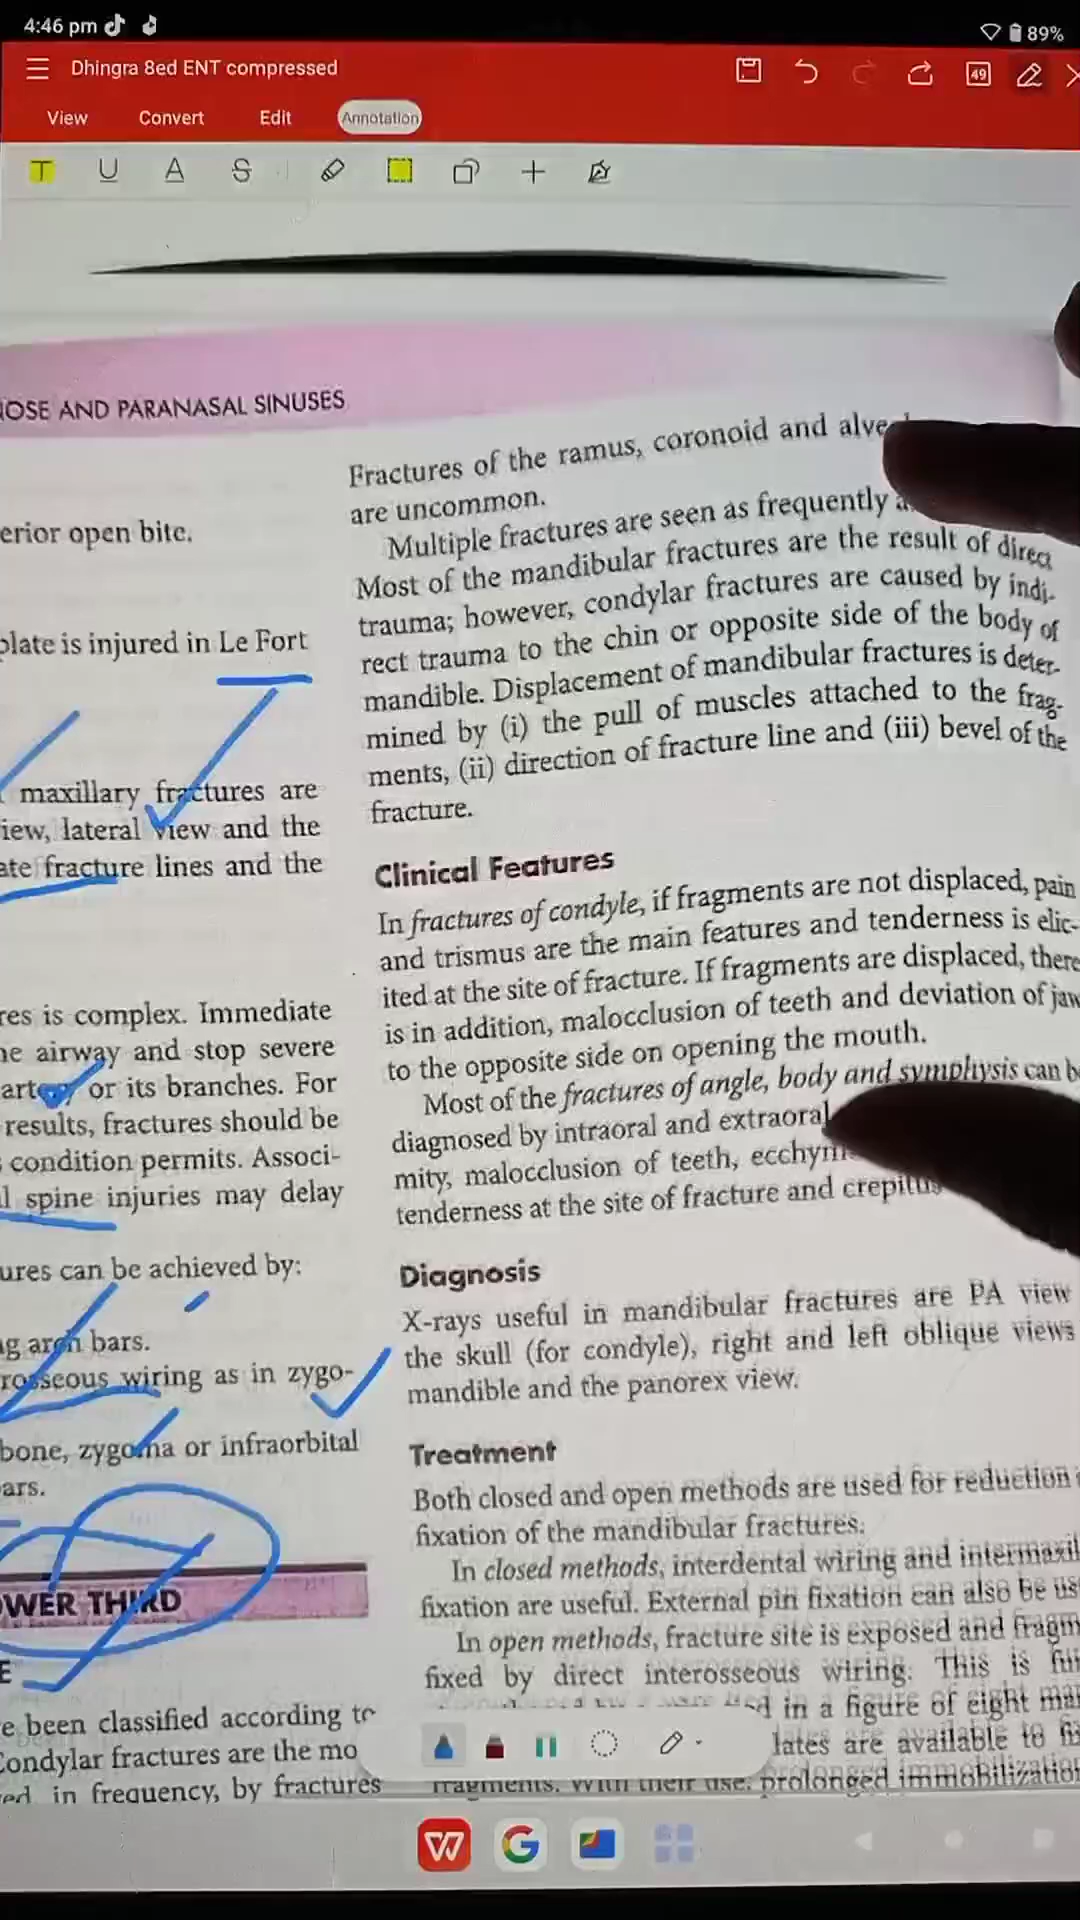 4:46 pm
89%
Dhingra 8ed ENT compressed
49
View Convert Edit Annotation
T U A S
NOSE AND PARANASAL SINUSES
erior open bite.
plate is injured in Le Fort
maxillary fractures are
iew, lateral view and the
ate fracture lines and the
res is complex. Immediate
ne airway and stop severe
artery or its branches. For
results, fractures should be
condition permits. Associ-
l spine injuries may delay
ures can be achieved by:
ng arch bars.
rosseous wiring as in zygo-
bone, zygoma or infraorbital
ars.
OWER THIRD
E
e been classified according to
Condylar fractures are the mo
ed in frequency, by fractures
Fractures of the ramus, coronoid and
are uncommon.
Multiple fractures are seen as frequently
Most of the mandibular fractures are the result of direct
trauma; however, condylar fractures are caused by indi-
rect trauma to the chin or opposite side of the body of
mandible. Displacement of mandibular fractures is deter-
mined by (i) the pull of muscles attached to the frag-
ments, (ii) direction of fracture line and (iii) bevel of the
fracture.
Clinical Features
In fractures of condyle, if fragments are not displaced, pain
and trismus are the main features and tenderness is elic-
ited at the site of fracture. If fragments are displaced, there
is in addition, malocclusion of teeth and deviation of jaw
to the opposite side on opening the mouth.
Most of the fractures of angle, body and symphysis can be
diagnosed by intraoral and extraoral
mity, malocclusion of teeth,
tenderness at the site of fracture and crepitus
Diagnosis
X-rays useful in mandibular fractures are PA view
the skull (for condyle), right and left oblique views
mandible and the panorex view.
Treatment
Both closed and open methods are used for reduction
fixation of the mandibular fractures.
In closed methods, interdental wiring and intermaxil
fixation are useful. External pin fixation can also be us
In open methods, fracture site is exposed and fragm
fixed by direct interosseous wiring. This is
in a figure of eight
lates are available to
fragments. With their use, prolonged immobilization